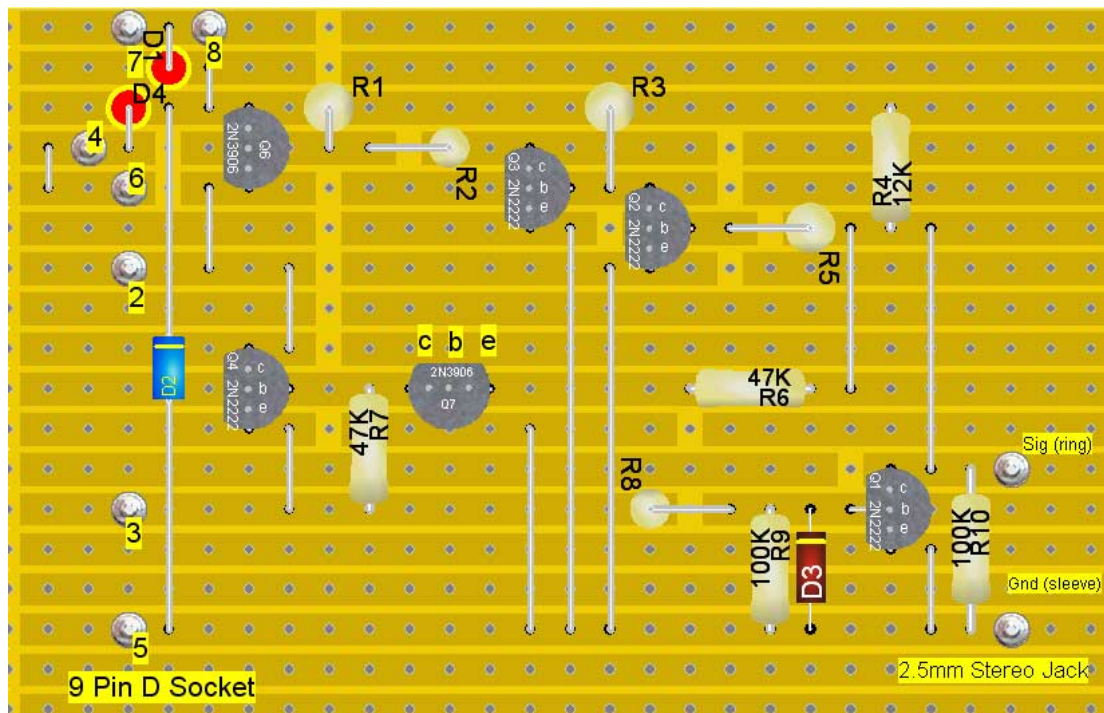 D1
7
8
D4
R1
R3
4
2N3906
Q6
6
R2
Q3
2N2222
c
b
e
Q2
2N2222
c
b
e
R4
12K
R5
2
D2
Q4
2N2222
c
b
e
c b e
2N3906
Q7
47K
R7
47K
R6
Sig (ring)
R8
Q1
2N2222
c
b
e
3
100K
R9
D3
100K
R10
Gnd (sleeve)
5
9 Pin D Socket
2.5mm Stereo Jack